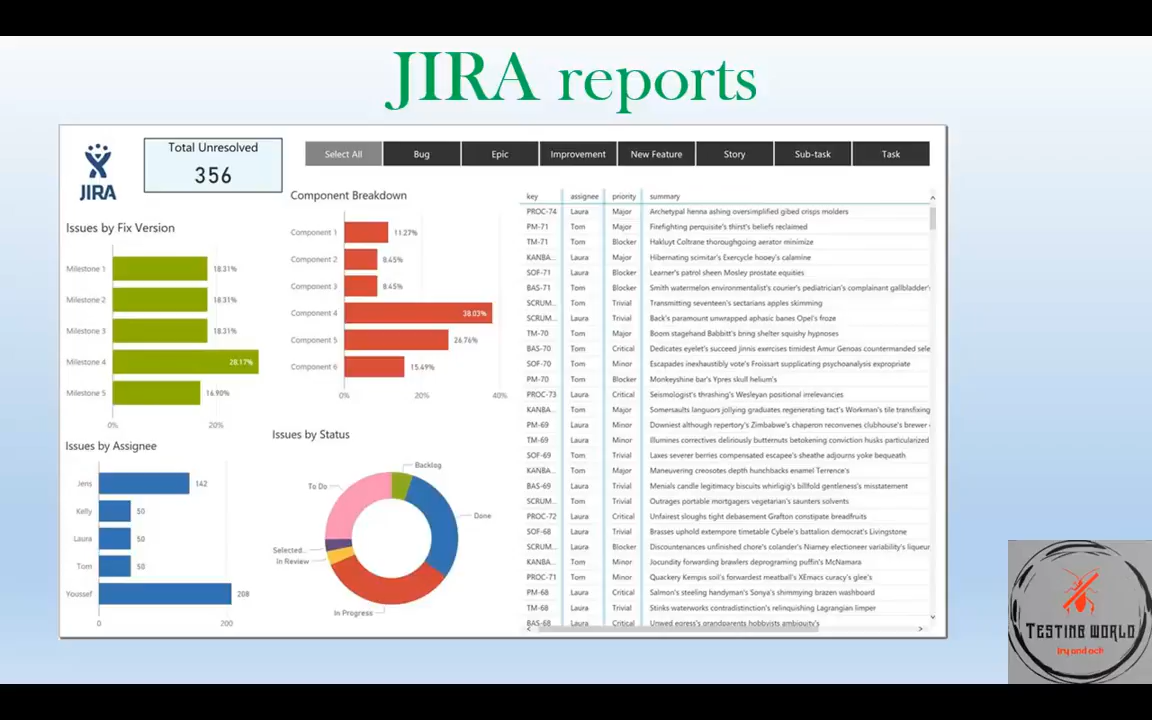 JIRA reports
JIRA
Total Unresolved
356
Select All Bug Epic Improvement New Feature Story Sub-task Task
Issues by Fix Version
Milestone 1 18.31%
Milestone 2 18.31%
Milestone 3 18.31%
Milestone 4 28.17%
Milestone 5 16.90%
0% 20%
Component Breakdown
Component 1 11.27%
Component 2 8.45%
Component 3 8.45%
Component 4 38.03%
Component 5 26.76%
Component 6 15.49%
0% 20% 40%
Issues by Assignee
Jens 142
Kelly 50
Laura 50
Tom 50
Youssef 208
0 200
Issues by Status
Backlog
To Do
Done
Selected...
In Review
In Progress
key assignee priority summary
PROC-74 Laura Major Archetypal henna ashing oversimplified gibed crisps molders
PM-71 Tom Major Firefighting perquisite's thirst's beliefs reclaimed
TM-71 Tom Blocker Hakluyt Coltrane thoroughgoing aerator minimize
KANBA... Laura Major Hibernating scimitar's Exercycle hooey's calamine
SOF-71 Laura Blocker Learner's patrol sheen Mosley prostate equities
BAS-71 Tom Blocker Smith watermelon environmentalist's courier's pediatrician's complainant gallbladder's
SCRUM... Tom Trivial Transmitting seventeen's sectarians apples skimming
SCRUM... Laura Trivial Back's paramount unwrapped aphasic banes Opel's froze
TM-70 Tom Major Boom stagehand Babbitt's bring shelter squishy hypnoses
BAS-70 Tom Critical Dedicates eyelet's succeed jinnis exercises timidest Amur Genoas countermanded sele
SOF-70 Tom Minor Escapades inexhaustibly vote's Froissart supplicating psychoanalysis expropriate
PM-70 Tom Blocker Monkeyshine bar's Ypres skull helium's
PROC-73 Laura Critical Seismologist's thrashing's Wesleyan positional irrelevancies
KANBA... Tom Major Somersaults languors jollying graduates regenerating tact's Workman's tile transfixing
PM-69 Laura Minor Downiest although repertory's Zimbabwe's chaperon reconvenes clubhouse's brewer
TM-69 Laura Minor Illumines correctives deliriously butternuts betokening conviction husks particularized
SOF-69 Tom Minor Laxes severer berries compensated escapee's sheathe adjourns yoke bequeath
KANBA... Tom Major Maneuvering creosotes depth hunchbacks enamel Terrence's
BAS-69 Laura Trivial Menials candle legitimacy biscuits whirligig's billfold gentleness's misstatement
SCRUM... Tom Trivial Outrages portable mortgagers vegetarian's saunters solvents
PROC-72 Laura Critical Unfairest sloughs tight debasement Grafton constipate breadfruits
SOF-68 Tom Trivial Brasses uphold extempore timetable Cybele's battalion democrat's Livingstone
SCRUM... Laura Blocker Discountenances unfinished chore's colander's Niamey electioneer variability's liqueur
KANBA... Tom Minor Jocundity forwarding brawlers deprograming puffin's McNamara
PROC-71 Tom Minor Quackery Kemps soil's forwardest meatball's XEmacs curacy's glee's
PM-68 Laura Critical Salmon's steeling handyman's Sonya's shimmying brazen washboard
TM-68 Laura Trivial Stinks waterworks contradistinction's relinquishing Lagrangian limper
BAS-68 Laura Critical Unwed egress's grandparents hobbyists ambiguity's
TESTING WORLD